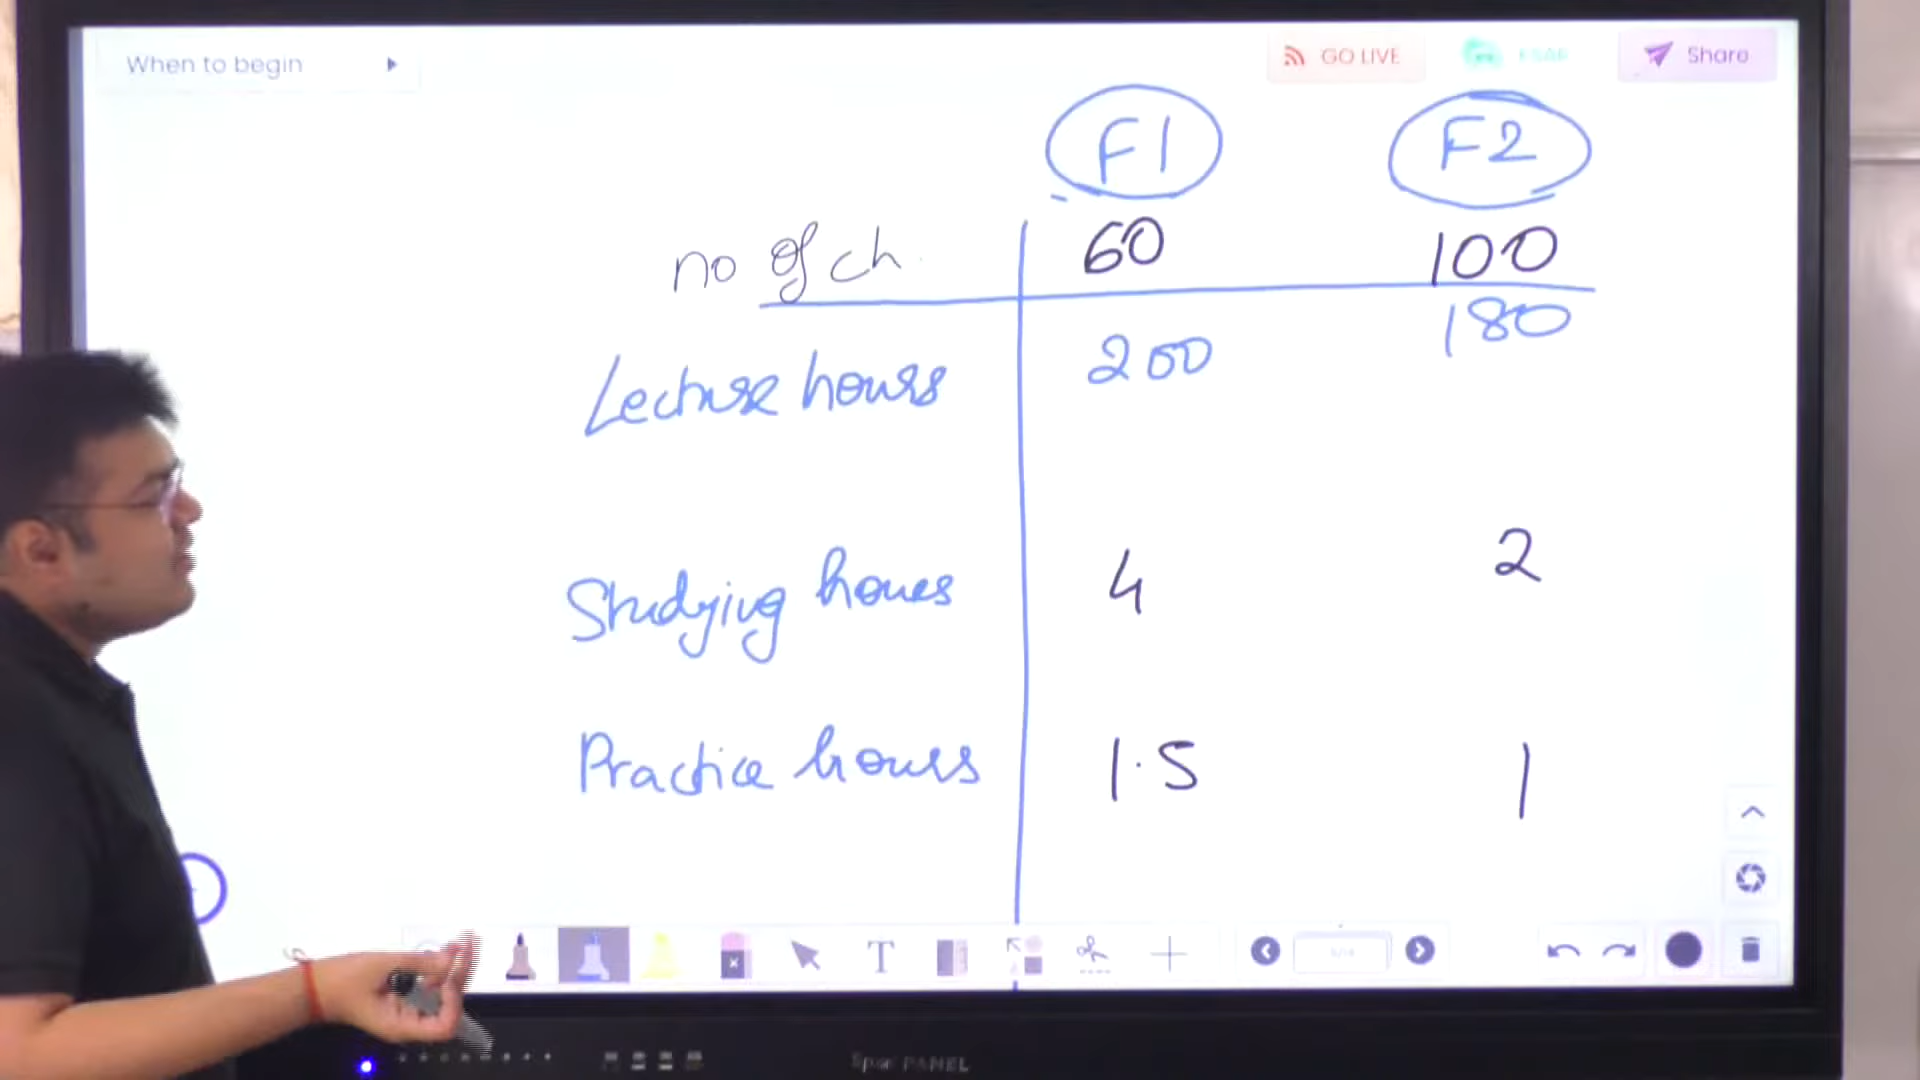 When to begin
GO LIVE
Share
F1 F2
no of ch. 60 100
Lecture hours 200 180
Studying hours 4 2
Practice hours 1.5 1
T
PANEL